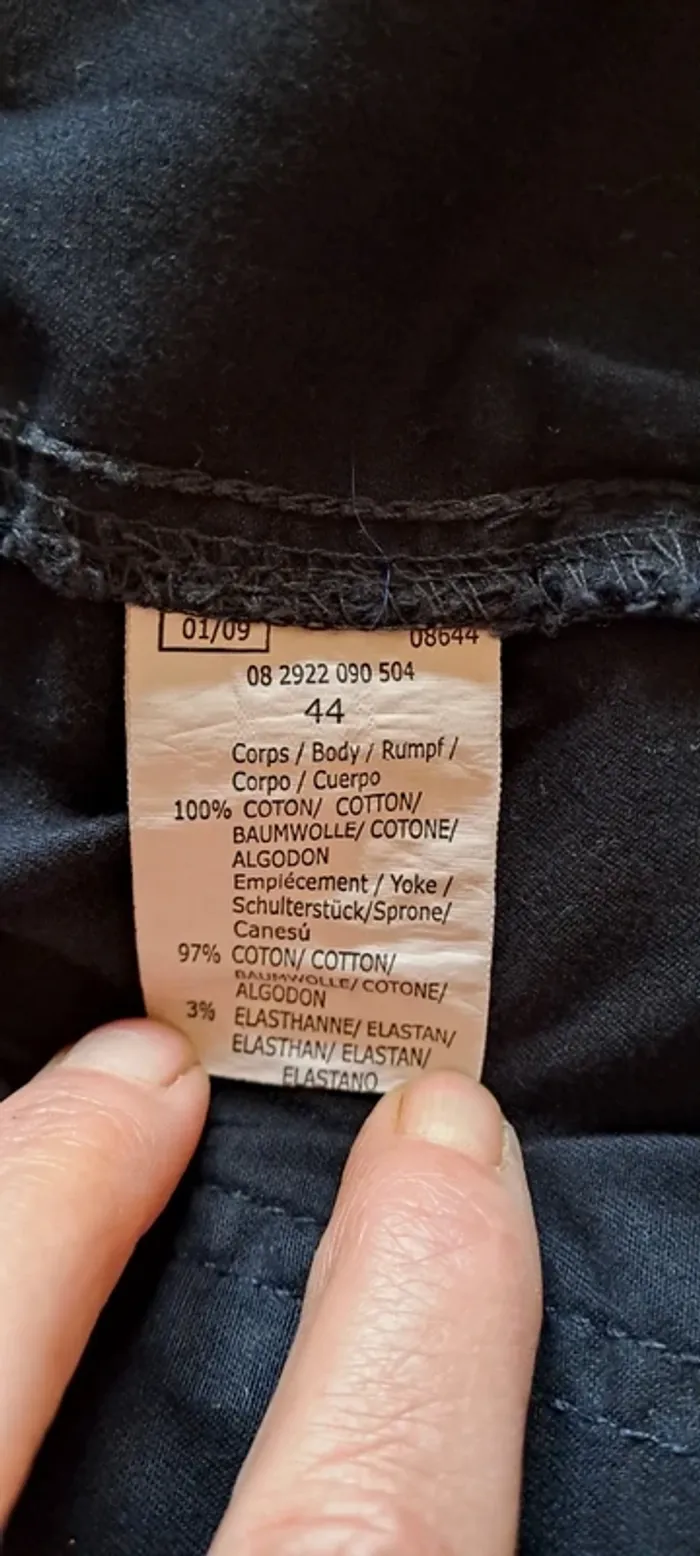 01/09 08644
08 2922 090 504
44
Corps / Body / Rumpf /
Corpo / Cuerpo
100% COTON/ COTTON/
BAUMWOLLE/ COTONE/
ALGODON
Empiécement / Yoke /
Schulterstück/Sprone/
Canesú
97% COTON/ COTTON/
BAUMWOLLE/ COTONE/
ALGODON
3% ELASTHANNE/ ELASTAN/
ELASTHAN/ ELASTAN/
ELASTANO